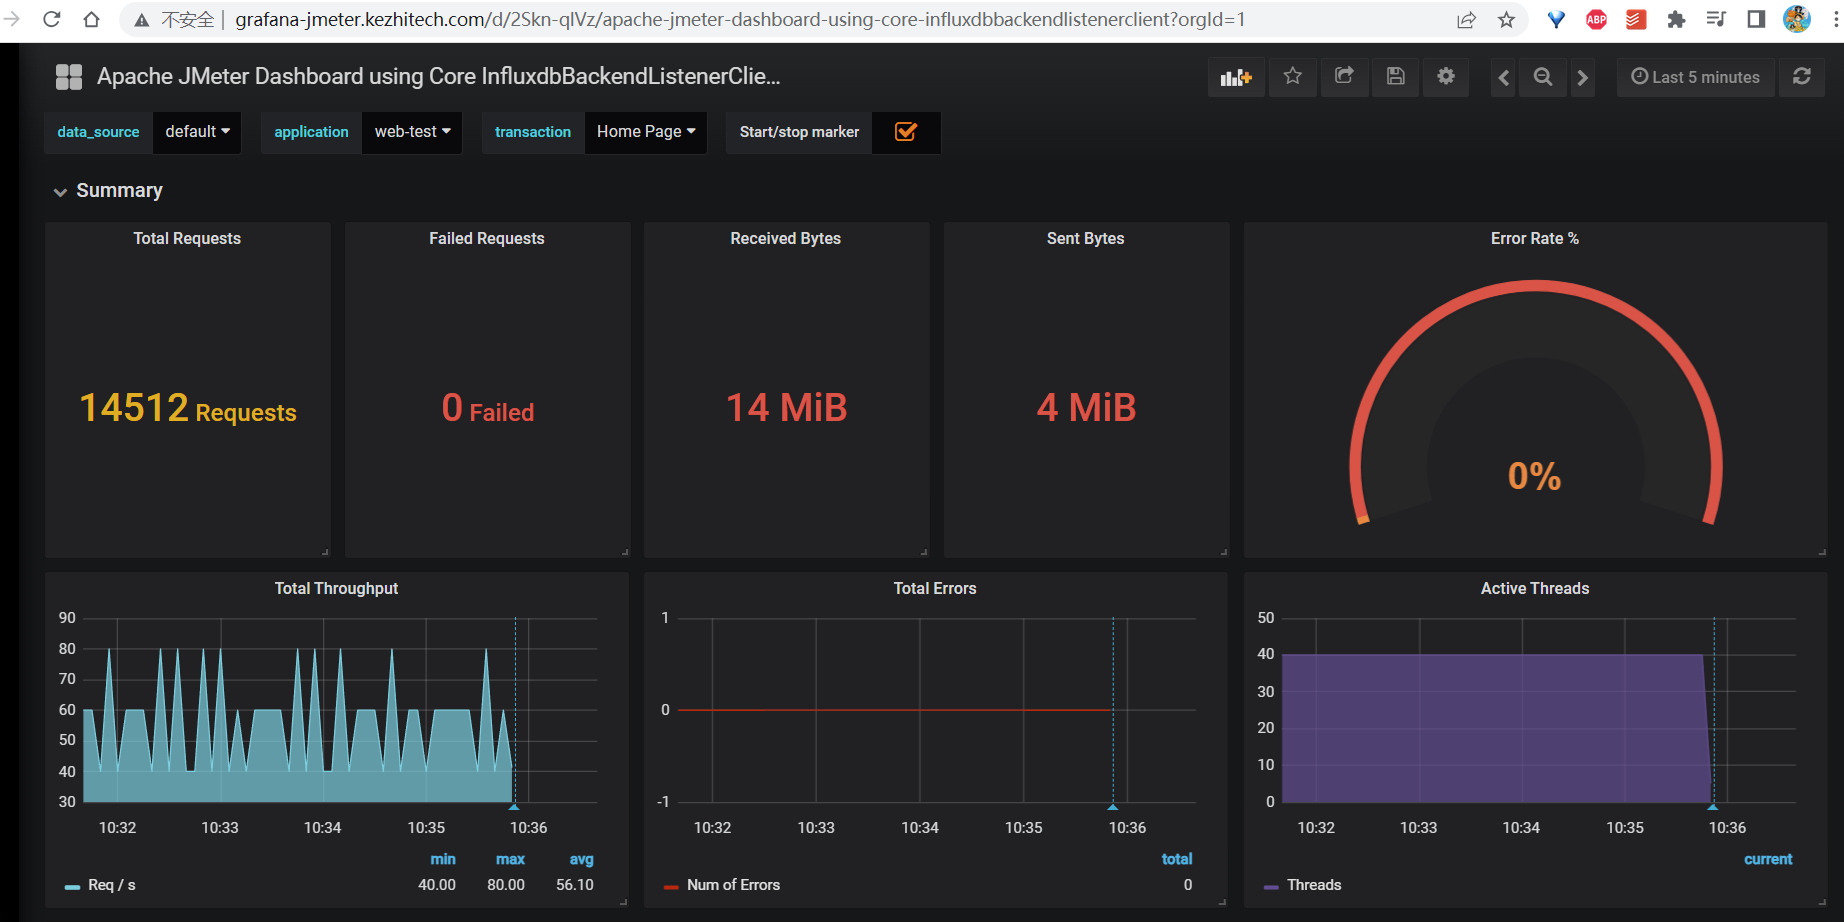 不安全 | grafana-jmeter.kezhitech.com/d/2Skn-qlVz/apache-jmeter-dashboard-using-core-influxdbbackendlistenerclient?orgId=1
ABP
Apache JMeter Dashboard using Core InfluxdbBackendListenerClie...
Last 5 minutes
data_source default application web-test transaction Home Page Start/stop marker
Summary
Total Requests
14512 Requests
Failed Requests
0 Failed
Received Bytes
14 MiB
Sent Bytes
4 MiB
Error Rate %
0%
Total Throughput
90
80
70
60
50
40
30
10:32 10:33 10:34 10:35 10:36
min max avg
Req / s 40.00 80.00 56.10
Total Errors
1
0
-1
10:32 10:33 10:34 10:35 10:36
total
Num of Errors 0
Active Threads
50
40
30
20
10
0
10:32 10:33 10:34 10:35 10:36
current
Threads